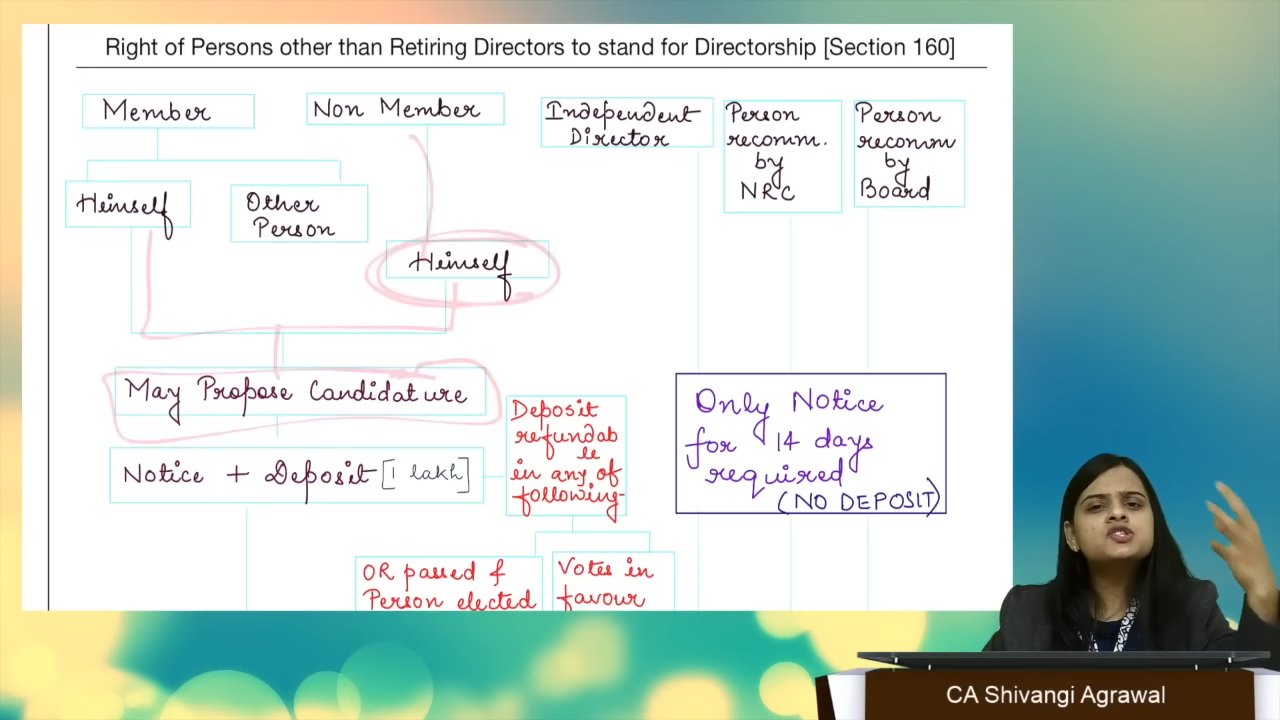 Right of Persons other than Retiring Directors to stand for Directorship [Section 160]
Member
Non Member
Independent
Director
Person
recomm.
by
NRC
Person
recomm
by
Board
Himself
Other
Person
Himself
May Propose Candidature
Notice + Deposit [1 lakh]
Deposit
refundab
le
in any of
following-
Only Notice
for 14 days
required
(NO DEPOSIT)
OR passed &
Person elected
Votes in
favour
CA Shivangi Agrawal